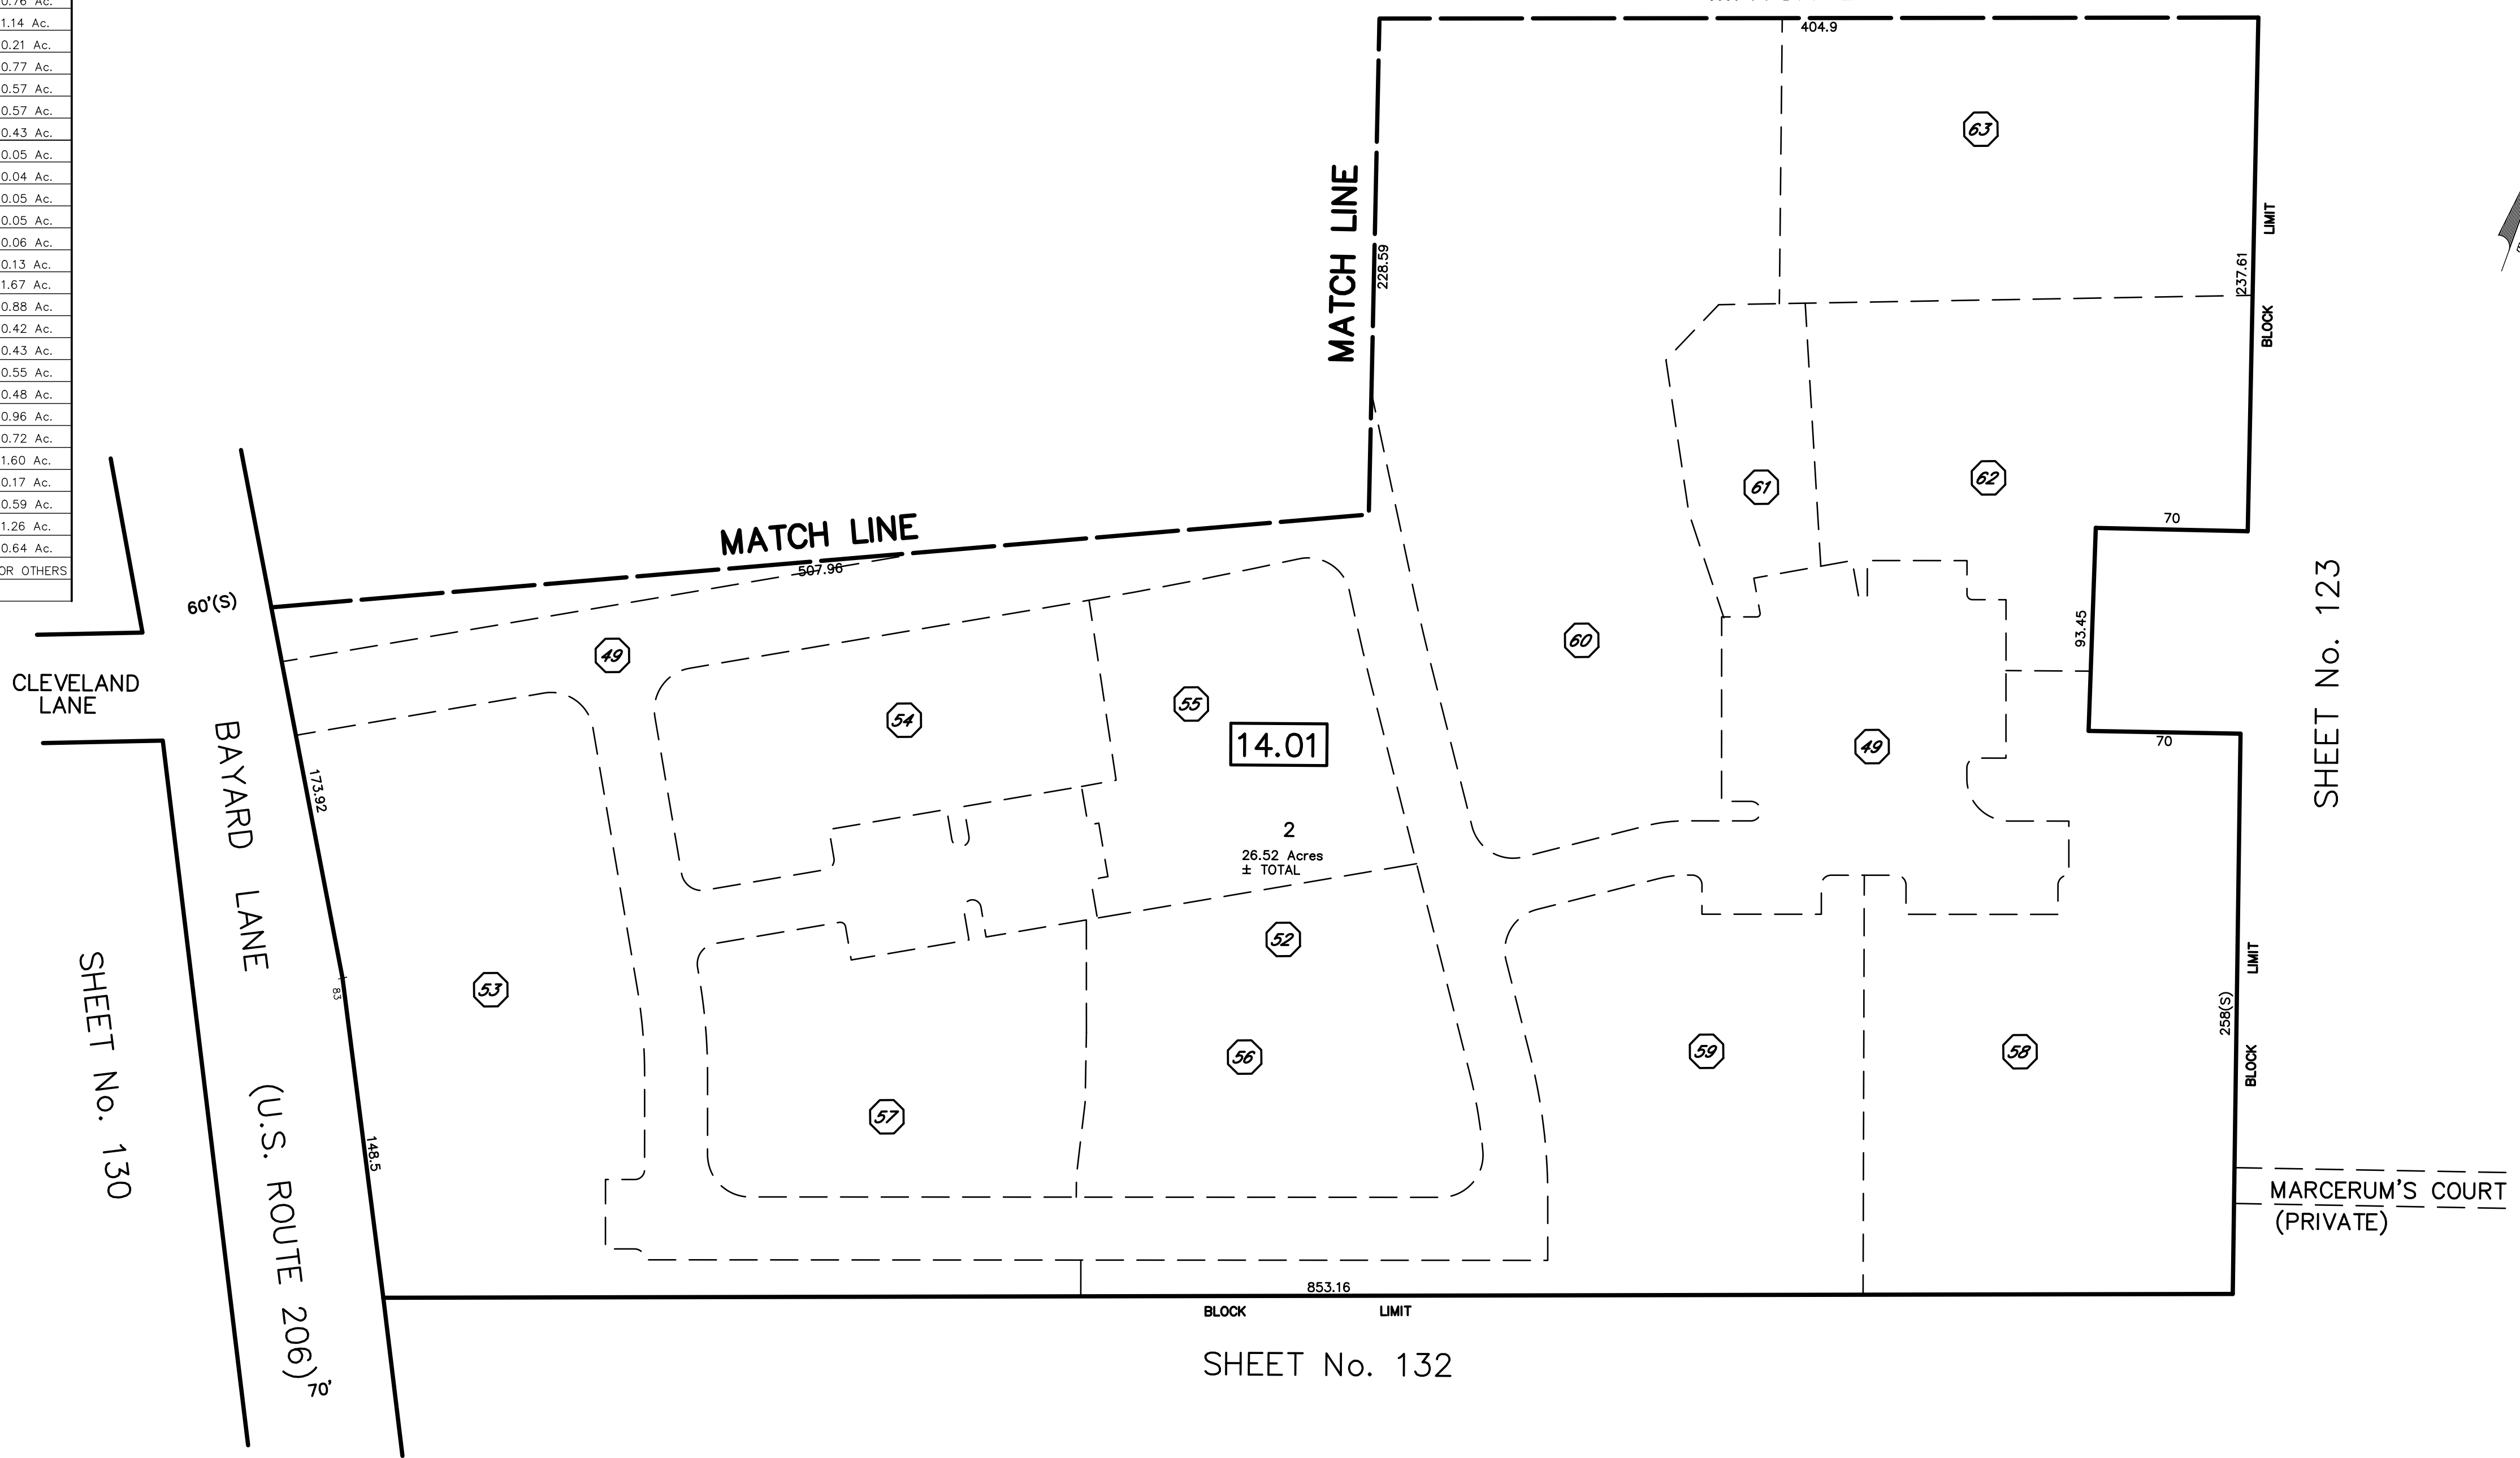 0.76 Ac.
1.14 Ac.
0.21 Ac.
0.77 Ac.
0.57 Ac.
0.57 Ac.
0.43 Ac.
0.05 Ac.
0.04 Ac.
0.05 Ac.
0.05 Ac.
0.06 Ac.
0.13 Ac.
1.67 Ac.
0.88 Ac.
0.42 Ac.
0.43 Ac.
0.55 Ac.
0.48 Ac.
0.96 Ac.
0.72 Ac.
1.60 Ac.
0.17 Ac.
0.59 Ac.
1.26 Ac.
0.64 Ac.
OR OTHERS
404.9
63
MATCH LINE
228.59
LIMIT
237.61
BLOCK
61
62
MATCH LINE
507.96
70
60'(S)
CLEVELAND
LANE
49
54
55
60
93.45
SHEET No. 123
14.01
49
70
BAYARD LANE
173.92
2
26.52 Acres
± TOTAL
52
53
83
SHEET No. 130
56
57
59
58
LIMIT
258(S)
BLOCK
(U.S. ROUTE 206)
148.5
70'
MARCERUM'S COURT
(PRIVATE)
853.16
BLOCK LIMIT
SHEET No. 132